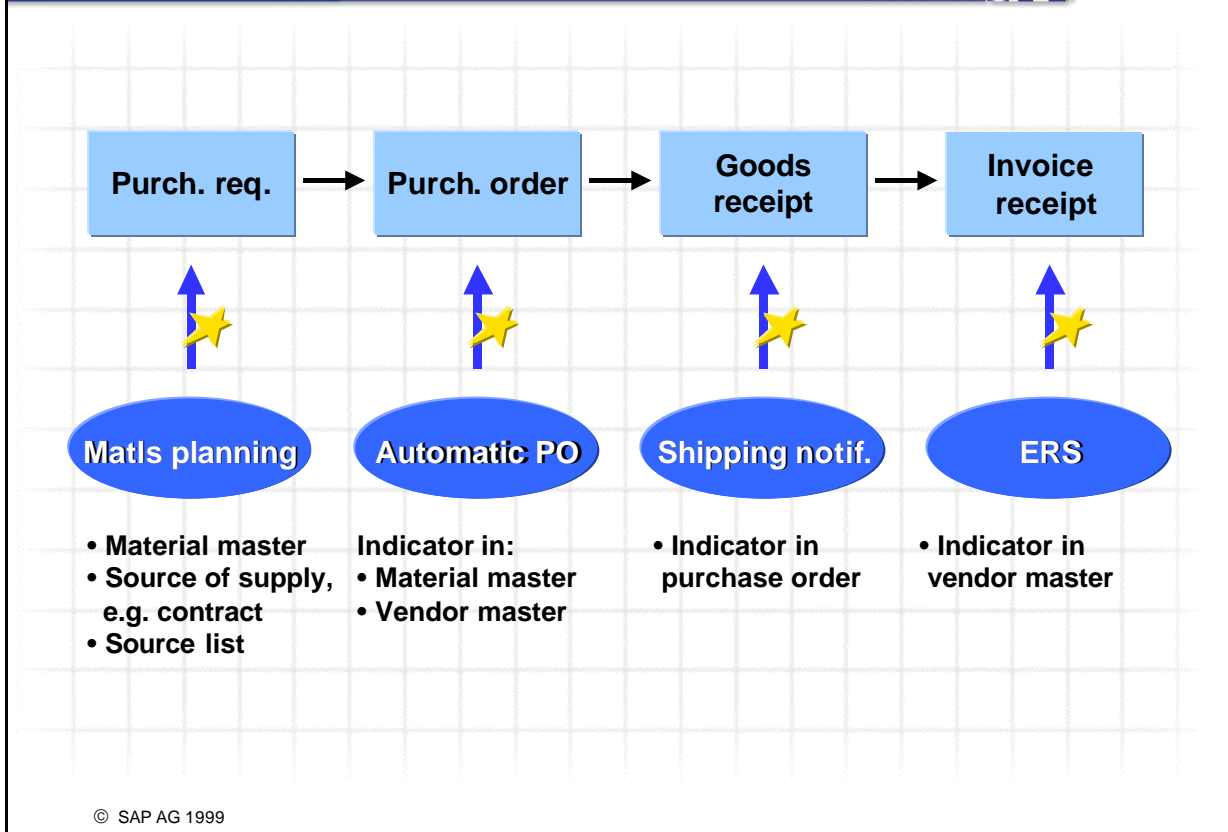 Purch. req.
Purch. order
Goods
receipt
Invoice
receipt
Matls planning
Automatic PO
Shipping notif.
ERS
• Material master
• Source of supply,
e.g. contract
• Source list
Indicator in:
• Material master
• Vendor master
• Indicator in
purchase order
• Indicator in
vendor master
© SAP AG 1999